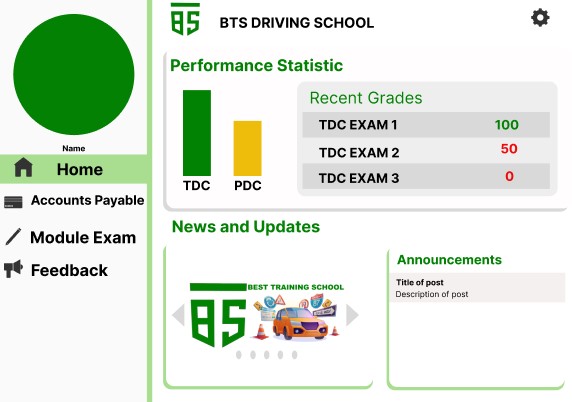 BTS
BTS DRIVING SCHOOL
Name
Home
Accounts Payable
Module Exam
Feedback
Performance Statistic
TDC
PDC
Recent Grades
TDC EXAM 1 100
TDC EXAM 2 50
TDC EXAM 3 0
News and Updates
BTS
BEST TRAINING SCHOOL
Announcements
Title of post
Description of post